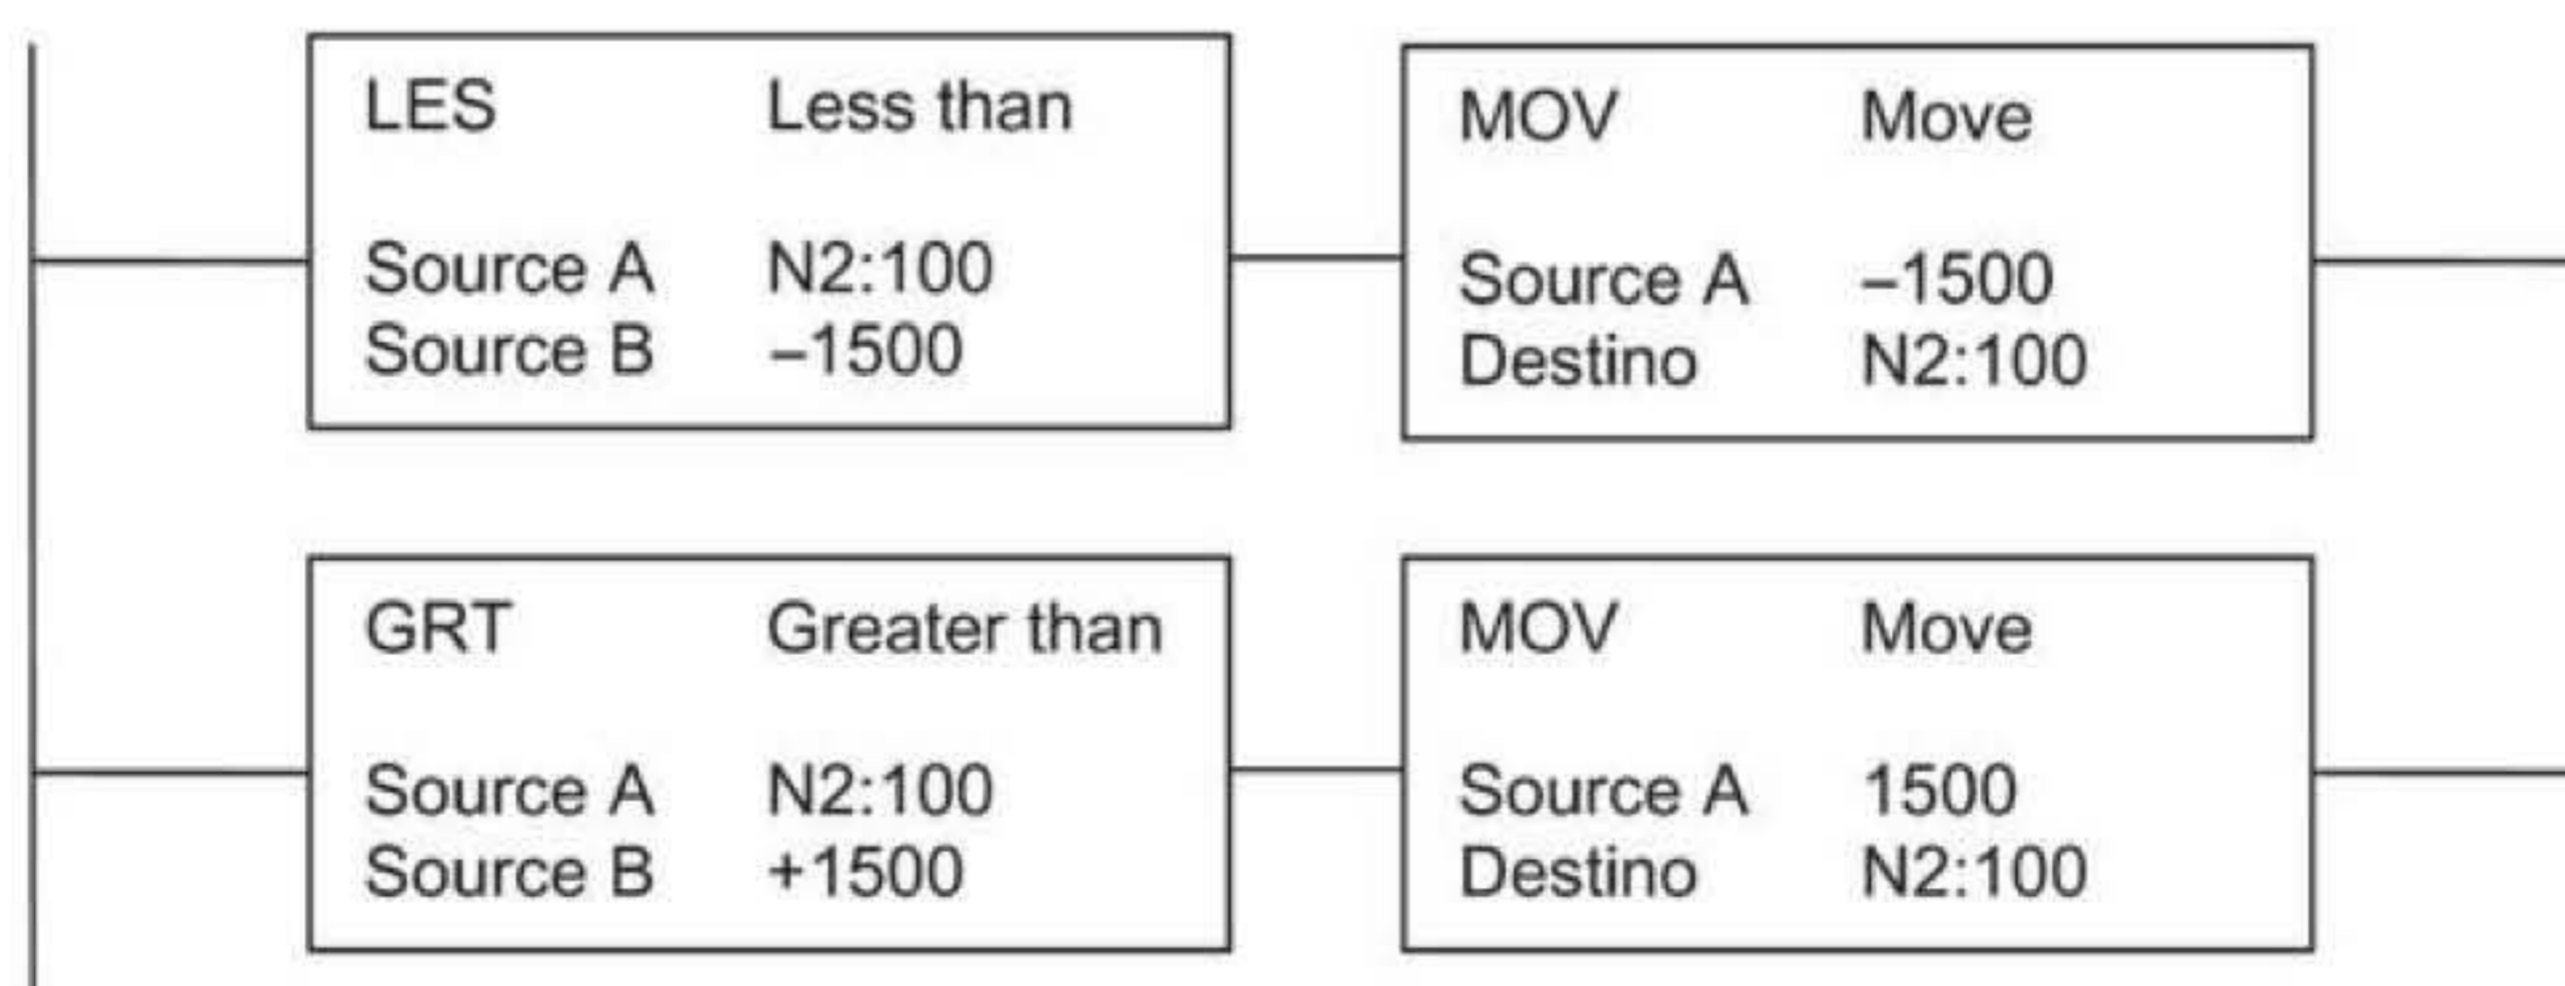 LES Less than
Source A N2:100
Source B –1500
MOV Move
Source A –1500
Destino N2:100
GRT Greater than
Source A N2:100
Source B +1500
MOV Move
Source A 1500
Destino N2:100